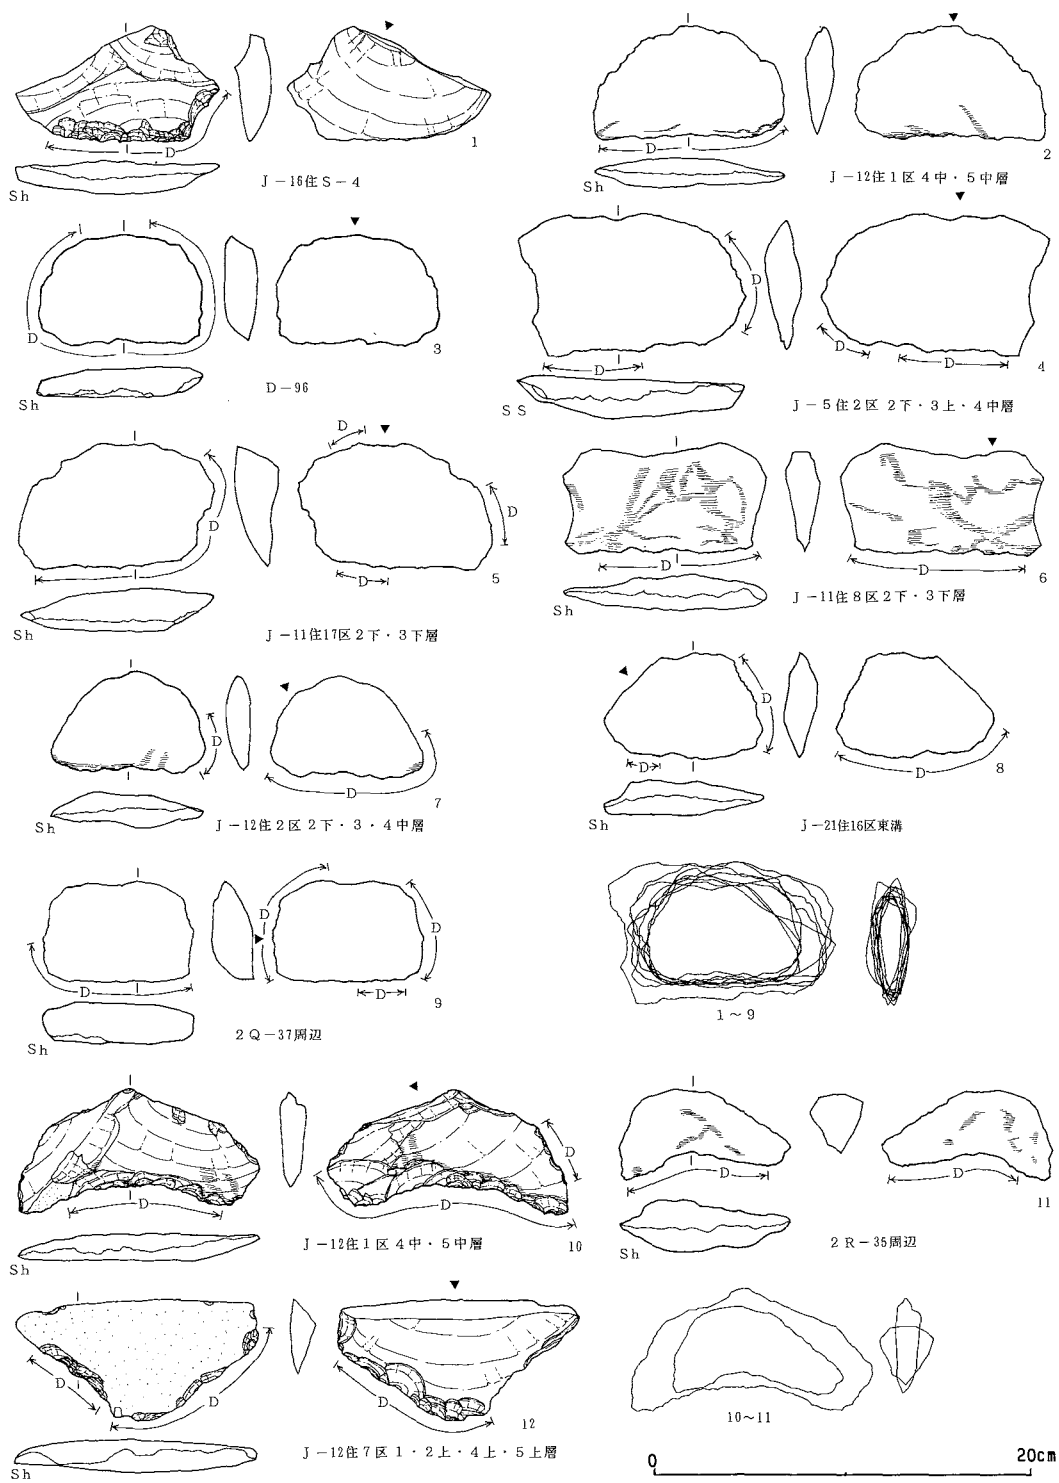 D
1
Sh
J-16住S-4
D
2
Sh
J-12住1区4中・5中層
D
3
Sh
D-96
D
D
D
D
4
SS
J-5住2区 2下・3上・4中層
D
D
D
D
5
Sh
J-11住17区2下・3下層
D
D
6
Sh
J-11住8区2下・3下層
D
D
7
Sh
J-12住2区2下・3・4中層
D
D
D
8
Sh
J-21住16区東溝
D
D
D
D
9
Sh
2Q-37周辺
1~9
D
D
D
10
Sh
J-12住1区4中・5中層
D
D
11
Sh
2R-35周辺
D
D
D
12
Sh
J-12住7区1・2上・4上・5上層
10~11
0 20cm